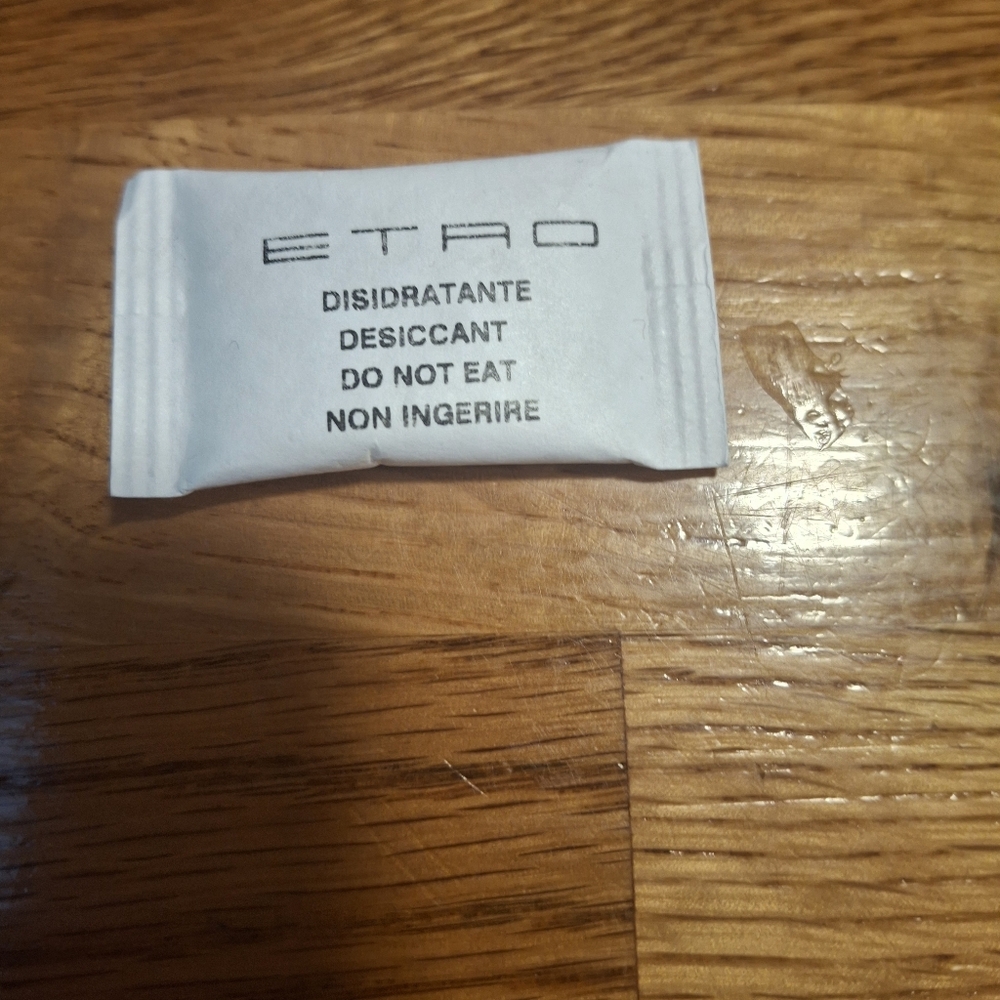 ETRO
DISIDRATANTE
DESICCANT
DO NOT EAT
NON INGERIRE